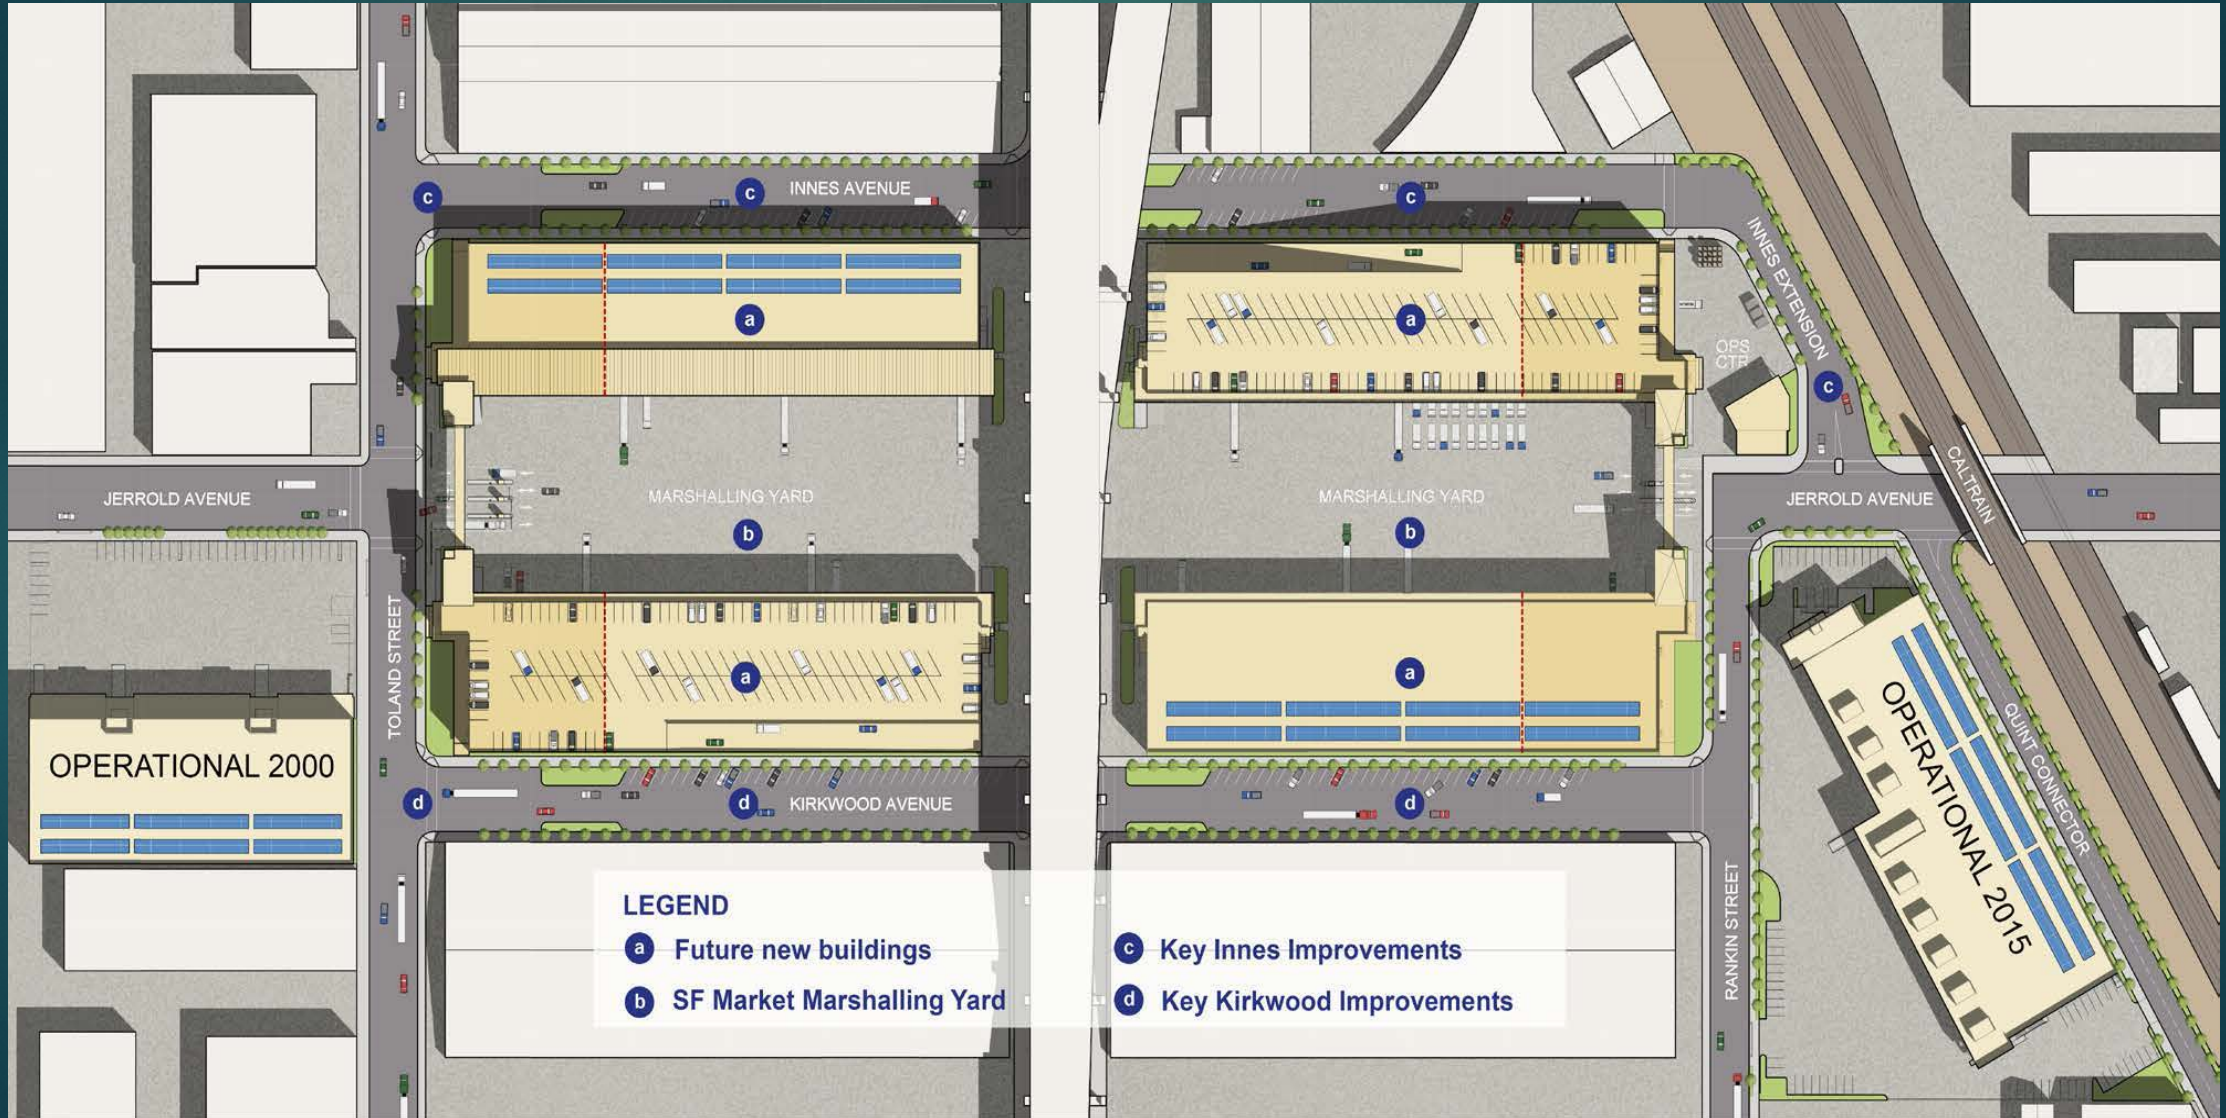 c
c
INNES AVENUE
c
INNES EXTENSION
a
a
OPS
CTR
c
CALTRAIN
JERROLD AVENUE
MARSHALLING YARD
MARSHALLING YARD
JERROLD AVENUE
b
b
TOLAND STREET
a
a
OPERATIONAL 2000
OPERATIONAL 2015
QUINT CONNECTOR
d
d
KIRKWOOD AVENUE
d
RANKIN STREET
LEGEND
a Future new buildings
b SF Market Marshalling Yard
c Key Innes Improvements
d Key Kirkwood Improvements